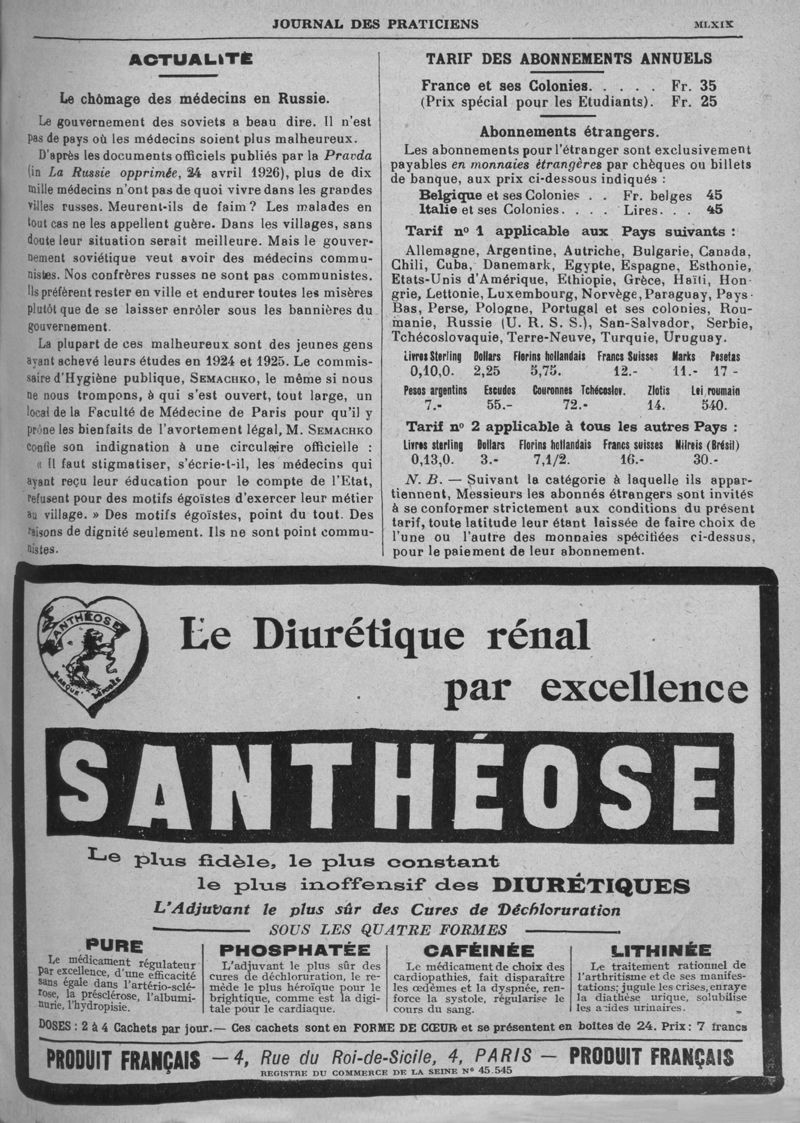 JOURNAL DES PRATICIENS
MLXIX
ACTUALITÉ
Le chômage des médecins en Russie.
Le gouvernement des soviets a beau dire. Il n'est
pas de pays où les médecins soient plus malheureux.
D'après les documents officiels publiés par la Pravda
(in La Russie opprimée, 24 avril 1926), plus de dix
mille médecins n'ont pas de quoi vivre dans les grandes
villes russes. Meurent-ils de faim ? Les malades en
tout cas ne les appellent guère. Dans les villages, sans
doute leur situation serait meilleure. Mais le gouver-
nement soviétique veut avoir des médecins commu-
nistes. Nos confrères russes ne sont pas communistes.
Ils préfèrent rester en ville et endurer toutes les misères
plutôt que de se laisser enrôler sous les bannières du
gouvernement.
La plupart de ces malheureux sont des jeunes gens
ayant achevé leurs études en 1924 et 1925. Le commis-
saire d'Hygiène publique, SEMACHKO, le même si nous
ne nous trompons, à qui s'est ouvert, tout large, un
local de la Faculté de Médecine de Paris pour qu'il y
prône les bienfaits de l'avortement légal, M. SEMACHKO
confie son indignation à une circulaire officielle :
« Il faut stigmatiser, s'écrie-t-il, les médecins qui
ayant reçu leur éducation pour le compte de l'Etat,
refusent pour des motifs égoïstes d'exercer leur métier
au village. » Des motifs égoïstes, point du tout. Des
raisons de dignité seulement. Ils ne sont point commu-
nistes.
TARIF DES ABONNEMENTS ANNUELS
France et ses Colonies. . . . . Fr. 35
(Prix spécial pour les Etudiants). Fr. 25
Abonnements étrangers.
Les abonnements pour l'étranger sont exclusivement
payables en monnaies étrangères par chèques ou billets
de banque, aux prix ci-dessous indiqués :
Belgique et ses Colonies . . Fr. belges 45
Italie et ses Colonies. . . . Lires. . . 45
Tarif nº 1 applicable aux Pays suivants :
Allemagne, Argentine, Autriche, Bulgarie, Canada,
Chili, Cuba, Danemark, Egypte, Espagne, Esthonie,
Etats-Unis d'Amérique, Ethiopie, Grèce, Haïti, Hon
grie, Lettonie, Luxembourg, Norvège, Paraguay, Pays-
Bas, Perse, Pologne, Portugal et ses colonies, Rou-
manie, Russie (U. R. S. S.), San-Salvador, Serbie,
Tchécoslovaquie, Terre-Neuve, Turquie, Uruguay.
Livres Sterling Dollars Florins hollandais Francs Suisses Marks Pesetas
0,10,0. 2,25 5,75. 12.- 11.- 17 -
Pesos argentins Escudos Couronnes Tchécoslov. Zlotis Lei roumain
7.- 55.- 72.- 14. 540.
Tarif nº 2 applicable à tous les autres Pays :
Livres sterling Dollars Florins hollandais Francs suisses Milreis (Brésil)
0,13,0. 3.- 7,1/2. 16.- 30.-
N. B. — Suivant la catégorie à laquelle ils appar-
tiennent, Messieurs les abonnés étrangers sont invités
à se conformer strictement aux conditions du présent
tarif, toute latitude leur étant laissée de faire choix de
l'une ou l'autre des monnaies spécifiées ci-dessus,
pour le paiement de leur abonnement.
SANTHÉOSE
MARQUE DÉPOSÉE
Le Diurétique rénal
par excellence
SANTHÉOSE
Le plus fidèle, le plus constant
le plus inoffensif des DIURÉTIQUES
L'Adjuvant le plus sûr des Cures de Déchloruration
SOUS LES QUATRE FORMES
PURE
Le médicament régulateur
par excellence, d'une efficacité
sans égale dans l'artério-sclé-
rose, la présclérose, l'albumi-
nurie, l'hydropisie.
PHOSPHATÉE
L'adjuvant le plus sûr des
cures de déchloruration, le re-
mède le plus héroïque pour le
brightique, comme est la digi-
tale pour le cardiaque.
CAFÉINÉE
Le médicament de choix des
cardiopathies, fait disparaître
les œdèmes et la dyspnée, ren-
force la systole, régularise le
cours du sang.
LITHINÉE
Le traitement rationnel de
l'arthritisme et de ses manifes-
tations; jugule les crises, enraye
la diathèse urique, solubilise
les acides urinaires.
DOSES : 2 à 4 Cachets par jour.— Ces cachets sont en FORME DE CŒUR et se présentent en boîtes de 24. Prix : 7 francs
PRODUIT FRANÇAIS — 4, Rue du Roi-de-Sicile, 4, PARIS — PRODUIT FRANÇAIS
REGISTRE DU COMMERCE DE LA SEINE Nº 45.545